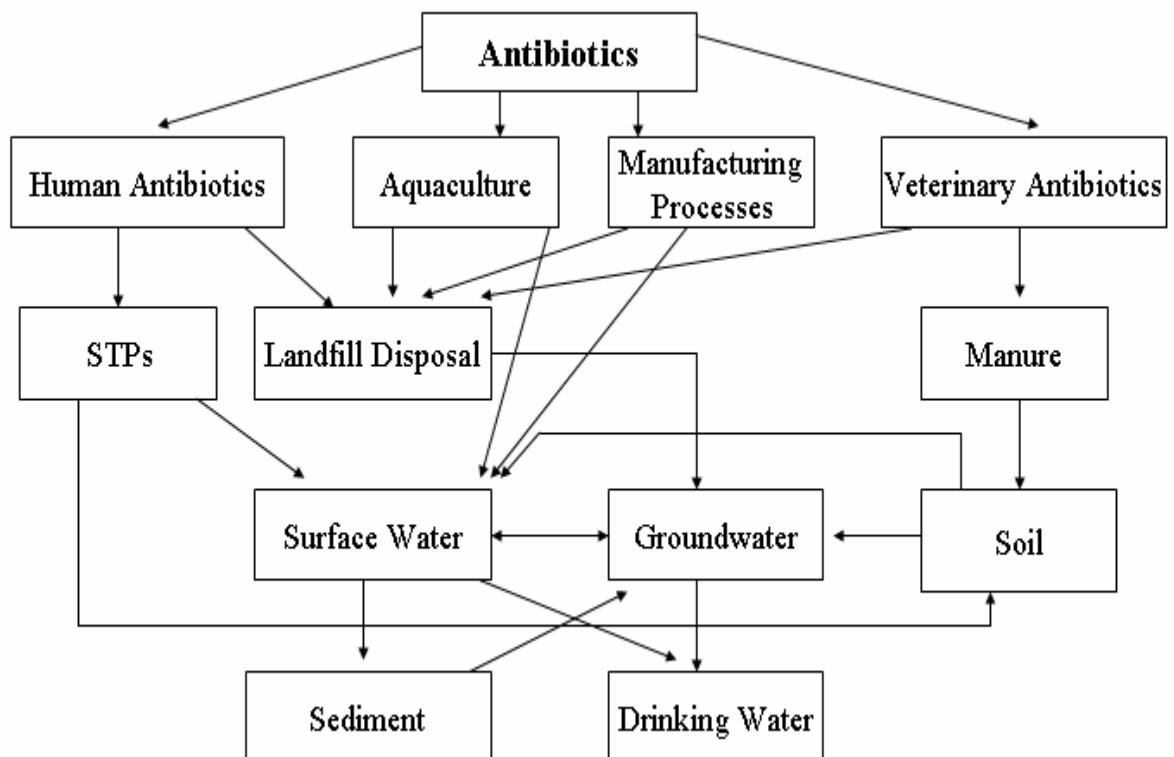 Antibiotics
Human Antibiotics
Aquaculture
Manufacturing
Processes
Veterinary Antibiotics
STPs
Landfill Disposal
Manure
Surface Water
Groundwater
Soil
Sediment
Drinking Water